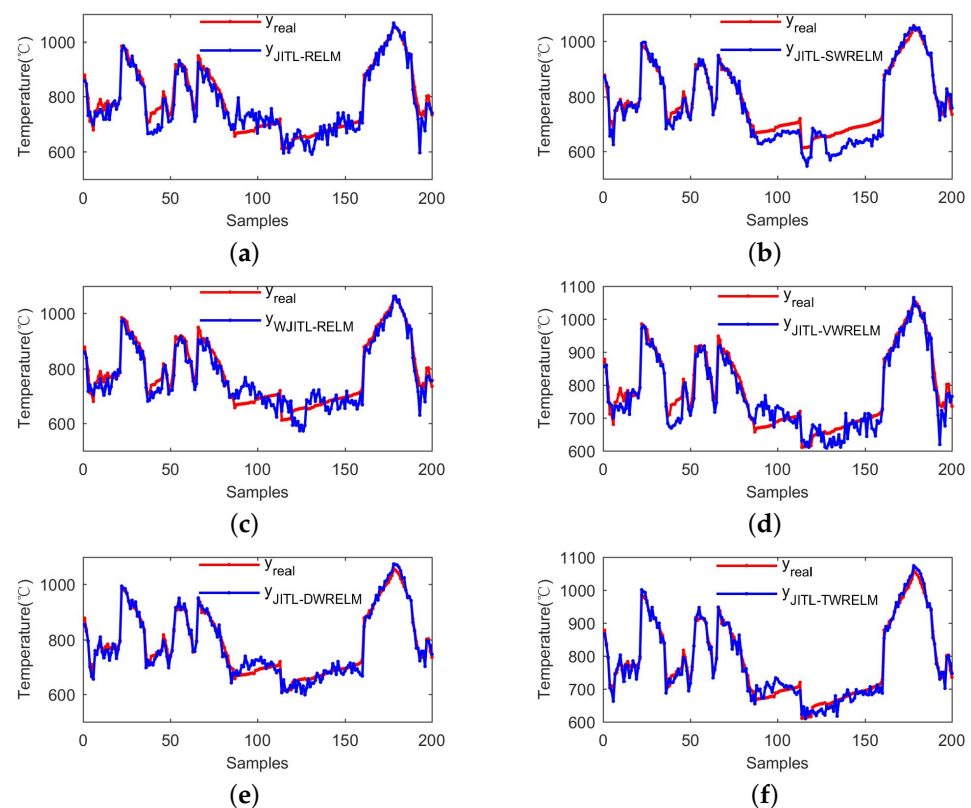 y_real
y_JITL-RELM
Temperature(℃)
1000
800
600
0 50 100 150 200
Samples
(a)
y_real
y_JITL-SWRELM
Temperature(℃)
1000
800
600
0 50 100 150 200
Samples
(b)
y_real
y_WJITL-RELM
Temperature(℃)
1000
800
600
0 50 100 150 200
Samples
(c)
y_real
y_JITL-VWRELM
Temperature(℃)
1100
1000
900
800
700
600
0 50 100 150 200
Samples
(d)
y_real
y_JITL-DWRELM
Temperature(℃)
1000
800
600
0 50 100 150 200
Samples
(e)
y_real
y_JITL-TWRELM
Temperature(℃)
1100
1000
900
800
700
600
0 50 100 150 200
Samples
(f)